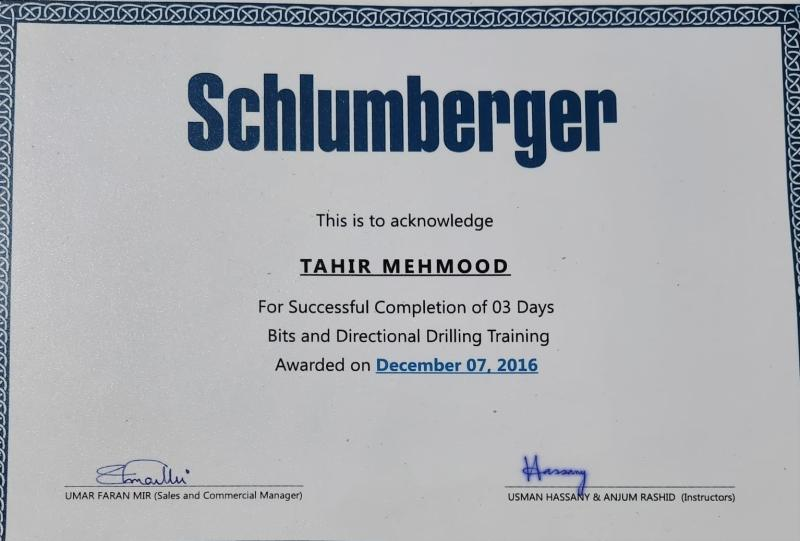 Schlumberger
This is to acknowledge
TAHIR MEHMOOD
For Successful Completion of 03 Days
Bits and Directional Drilling Training
Awarded on December 07, 2016
Hassany
UMAR FARAN MIR (Sales and Commercial Manager)
USMAN HASSANY & ANJUM RASHID (Instructors)